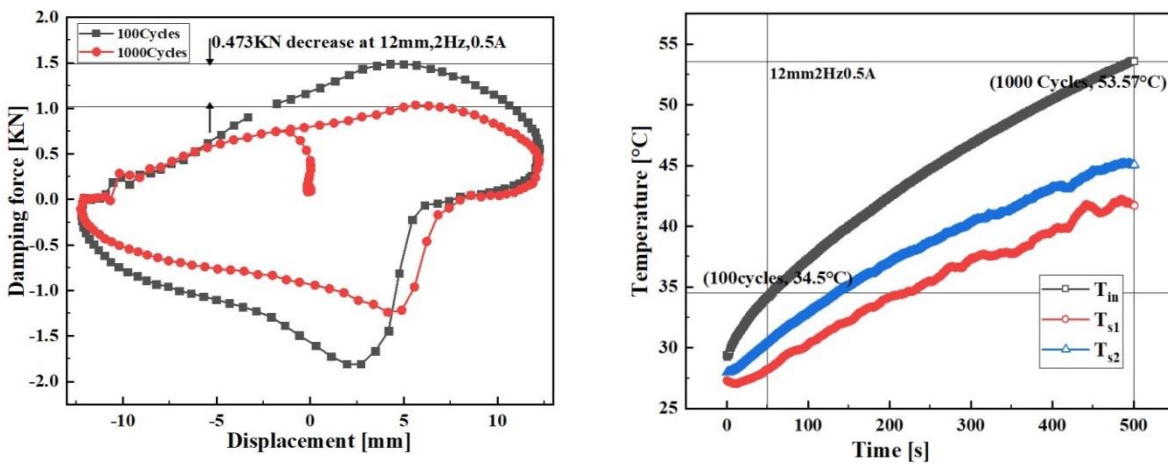 100Cycles
1000Cycles
0.473KN decrease at 12mm,2Hz,0.5A
2.0
1.5
1.0
0.5
0.0
-0.5
-1.0
-1.5
-2.0
Damping force [KN]
-10 -5 0 5 10
Displacement [mm]
12mm2Hz0.5A
(1000 Cycles, 53.57°C)
(100cycles, 34.5°C)
55
50
45
40
35
30
25
Temperature [°C]
T_in
T_s1
T_s2
0 100 200 300 400 500
Time [s]